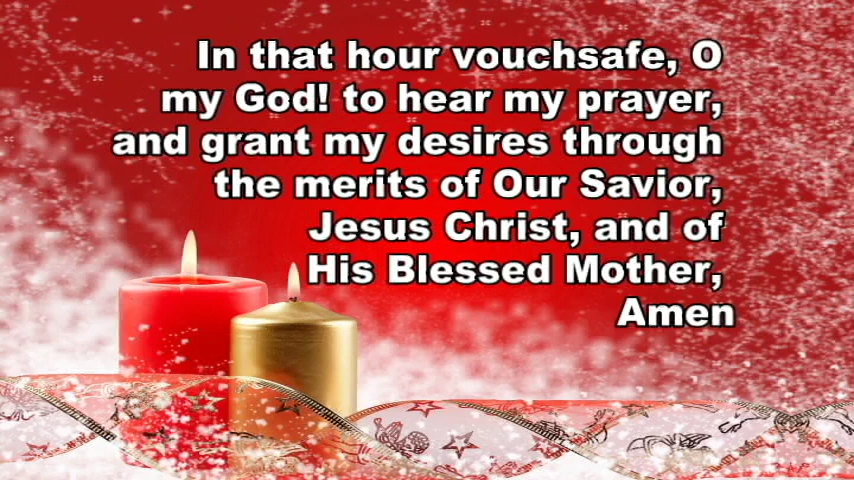 In that hour vouchsafe, O
my God! to hear my prayer,
and grant my desires through
the merits of Our Savior,
Jesus Christ, and of
His Blessed Mother,
Amen